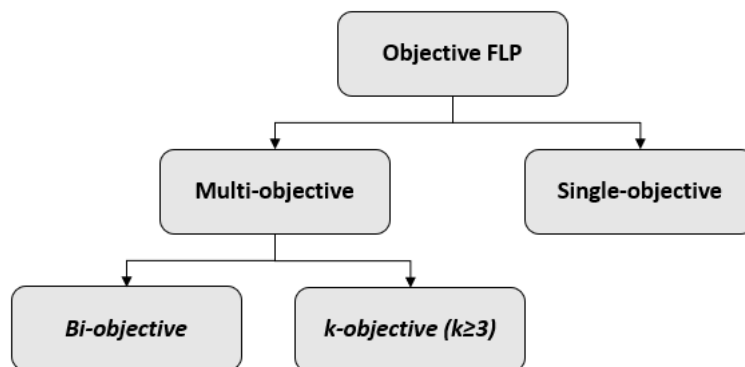 Objective FLP
Multi-objective
Single-objective
Bi-objective
k-objective (k≥3)